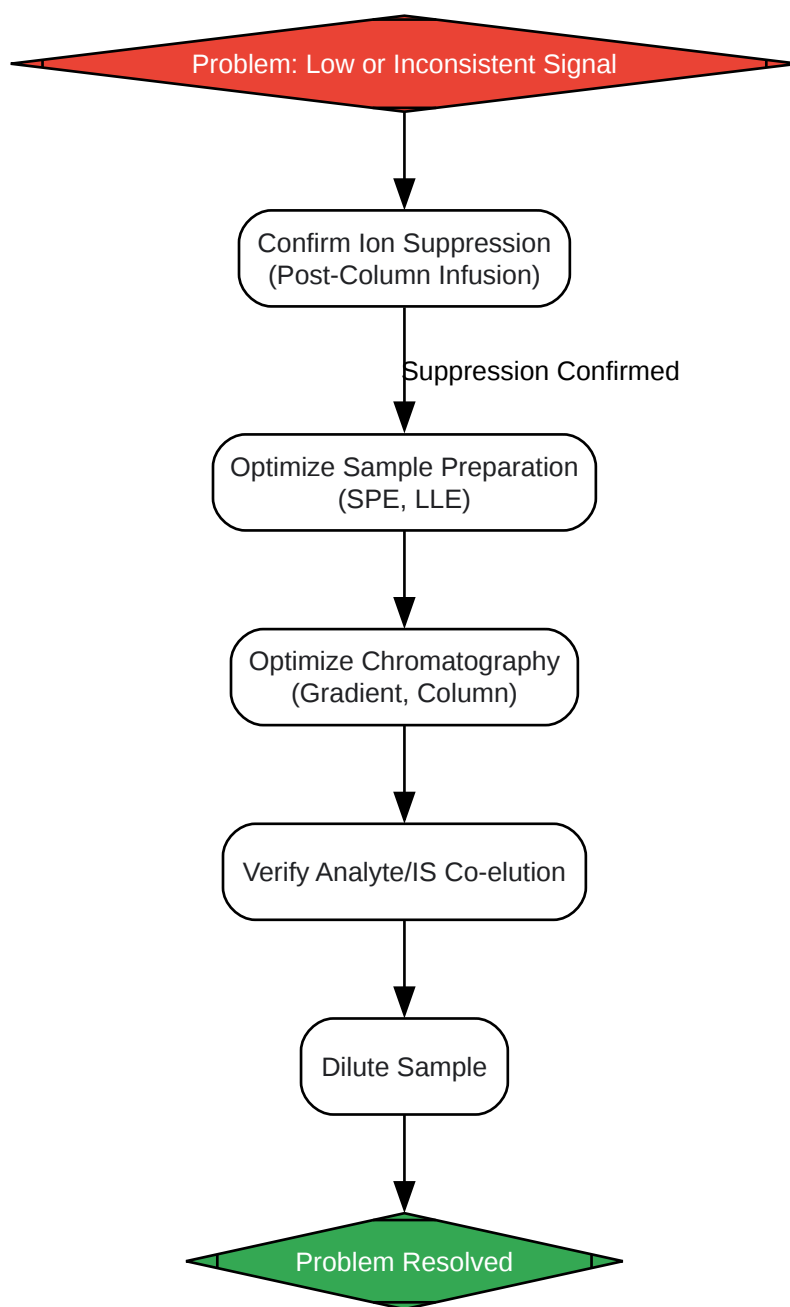 Problem: Low or Inconsistent Signal
Confirm Ion Suppression
(Post-Column Infusion)
Suppression Confirmed
Optimize Sample Preparation
(SPE, LLE)
Optimize Chromatography
(Gradient, Column)
Verify Analyte/IS Co-elution
Dilute Sample
Problem Resolved